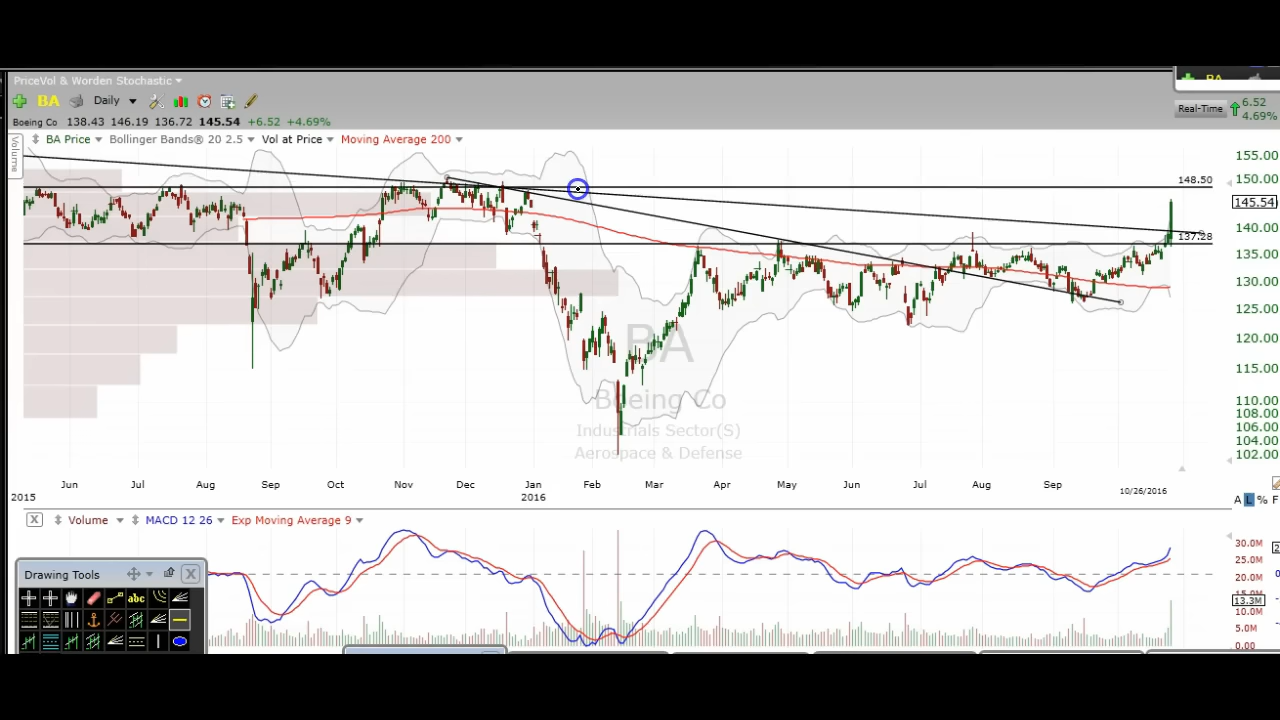 PriceVol & Worden Stochastic
BA
BA Daily
Boeing Co 138.43 146.19 136.72 145.54 +6.52 +4.69%
Real-Time 6.52
4.69%
BA Price Bollinger Bands® 20 2.5 Vol at Price Moving Average 200
Volume
155.00
150.00
148.50
145.54
140.00
137.28
135.00
130.00
125.00
120.00
115.00
110.00
108.00
106.00
104.00
102.00
BA
Boeing Co
Industrials Sector(S)
Aerospace & Defense
Jun Jul Aug Sep Oct Nov Dec Jan Feb Mar Apr May Jun Jul Aug Sep 10/26/2016
2015 2016
A L % F
X Volume MACD 12 26 Exp Moving Average 9
30.0M
25.0M
20.0M
13.3M
10.0M
5.0M
0.00
Drawing Tools X
abc